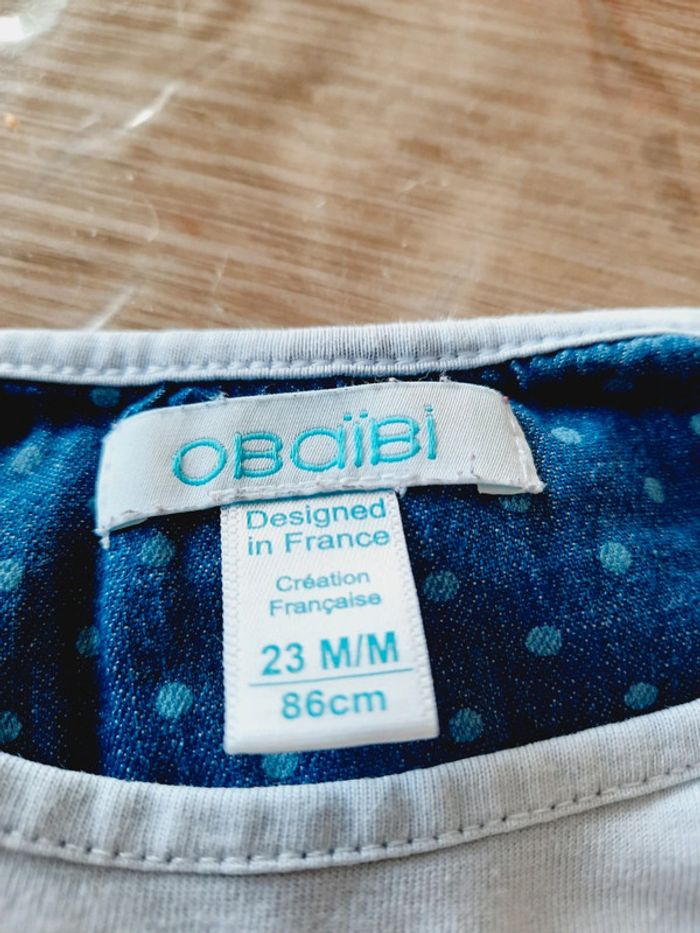 OBaïBi
Designed
in France
Création
Française
23 M/M
86cm